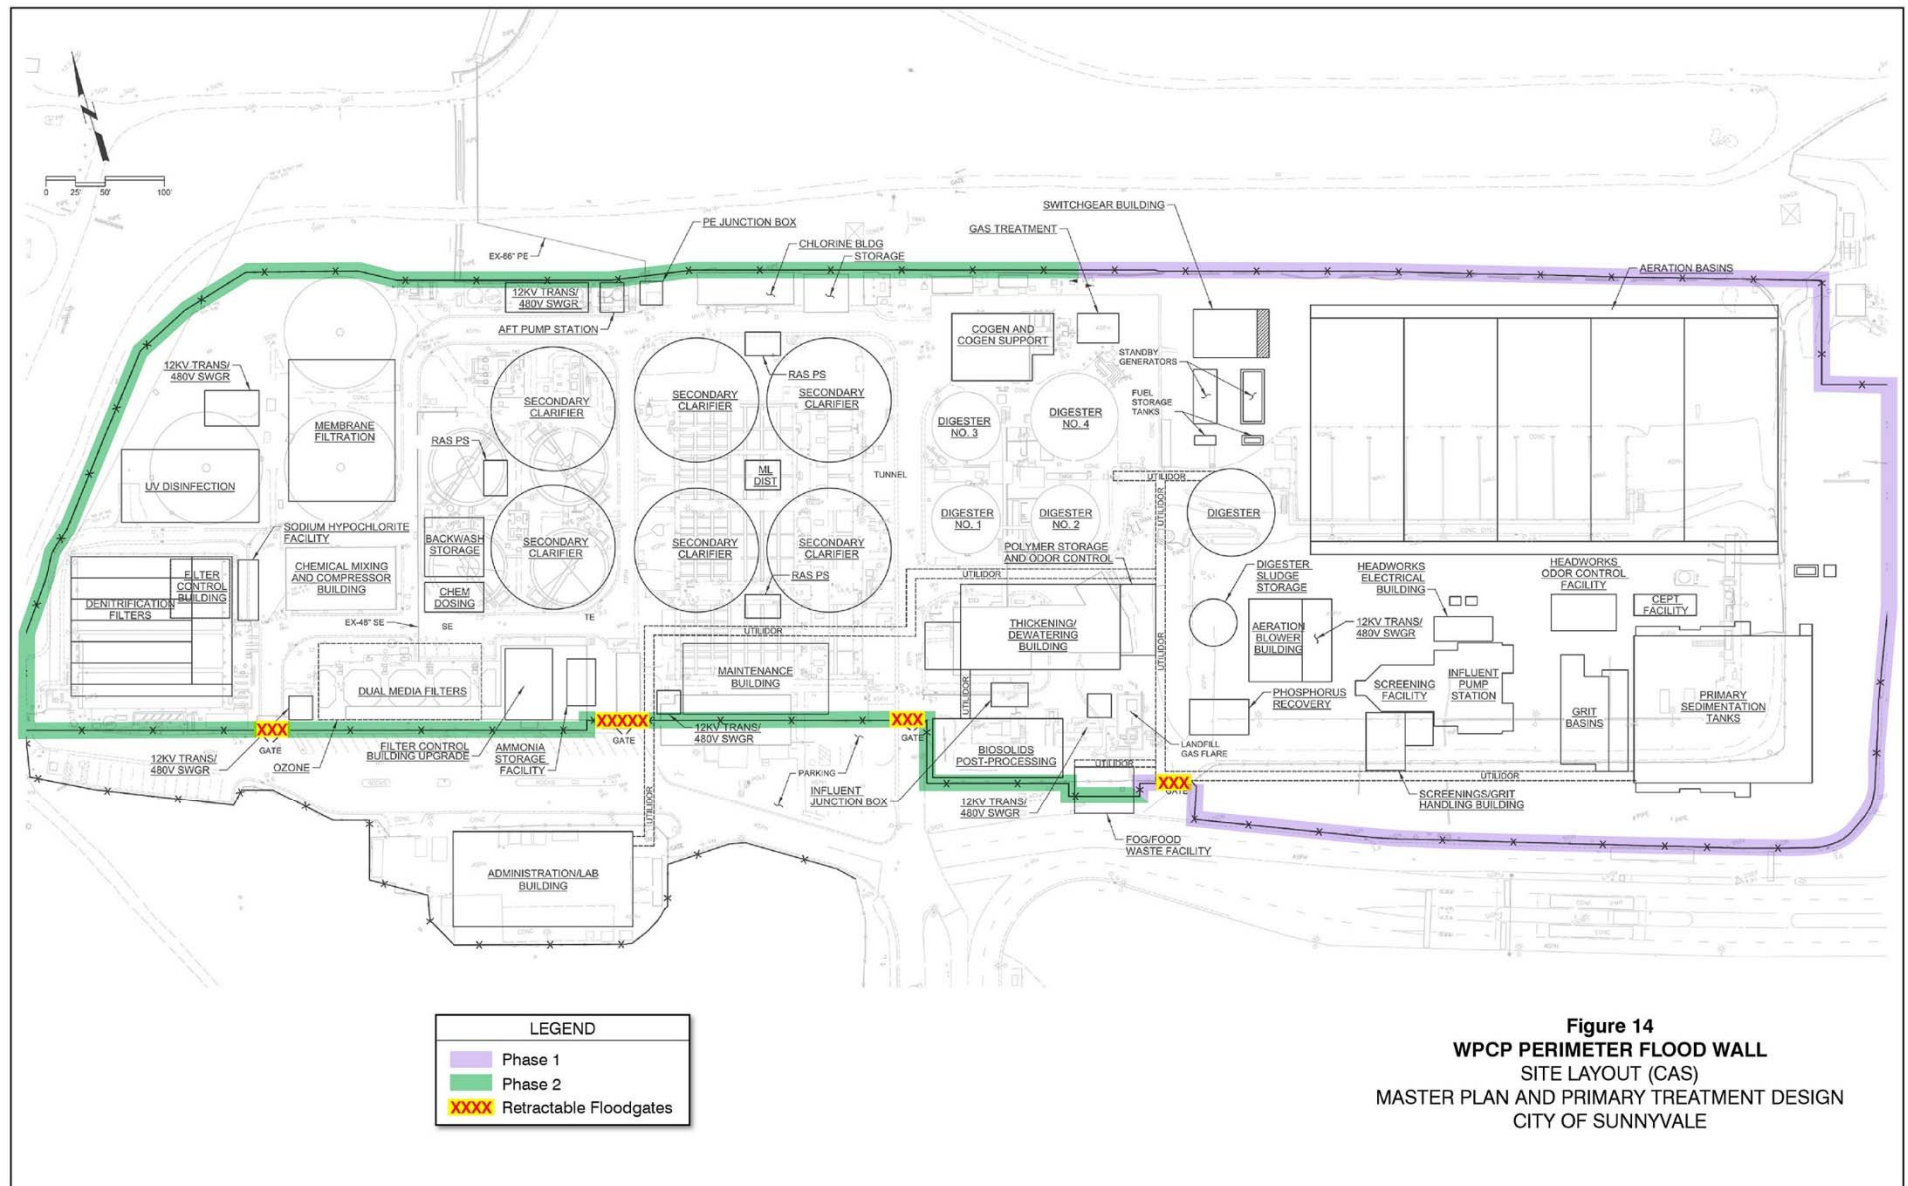 SWITCHGEAR BUILDING
PE JUNCTION BOX
GAS TREATMENT
CHLORINE BLDG
STORAGE
EX-66" PE
AERATION BASINS
0 25' 50' 100'
12KV TRANS/
480V SWGR
AFT PUMP STATION
COGEN AND
COGEN SUPPORT
STANDBY
GENERATORS
12KV TRANS/
480V SWGR
RAS PS
SECONDARY
CLARIFIER
SECONDARY
CLARIFIER
SECONDARY
CLARIFIER
FUEL
STORAGE
TANKS
MEMBRANE
FILTRATION
RAS PS
DIGESTER
NO. 3
DIGESTER
NO. 4
ML
DIST
TUNNEL
UTILIDOR
UV DISINFECTION
UTILIDOR
DIGESTER
NO. 1
DIGESTER
NO. 2
DIGESTER
SODIUM HYPOCHLORITE
FACILITY
BACKWASH
STORAGE
SECONDARY
CLARIFIER
SECONDARY
CLARIFIER
SECONDARY
CLARIFIER
POLYMER STORAGE
AND ODOR CONTROL
CHEMICAL MIXING
AND COMPRESSOR
BUILDING
FILTER
CONTROL
BUILDING
DENITRIFICATION
FILTERS
CHEM
DOSING
RAS PS
UTILIDOR
DIGESTER
SLUDGE
STORAGE
HEADWORKS
ELECTRICAL
BUILDING
HEADWORKS
ODOR CONTROL
FACILITY
CEPT
FACILITY
EX-48" SE
SE
TE
UTILIDOR
THICKENING/
DEWATERING
BUILDING
AERATION
BLOWER
BUILDING
12KV TRANS/
480V SWGR
UTILIDOR
MAINTENANCE
BUILDING
DUAL MEDIA FILTERS
UTILIDOR
SCREENING
FACILITY
INFLUENT
PUMP
STATION
PHOSPHORUS
RECOVERY
GRIT
BASINS
PRIMARY
SEDIMENTATION
TANKS
XXX
GATE
XXXXX
GATE
XXX
GATE
12KV TRANS/
480V SWGR
12KV TRANS/
480V SWGR
OZONE
FILTER CONTROL
BUILDING UPGRADE
AMMONIA
STORAGE
FACILITY
BIOSOLIDS
POST-PROCESSING
LANDFILL
GAS FLARE
UTILIDOR
PARKING
INFLUENT
JUNCTION BOX
12KV TRANS/
480V SWGR
XXX
GATE
UTILIDOR
SCREENINGS/GRIT
HANDLING BUILDING
UTILIDOR
FOG/FOOD
WASTE FACILITY
ADMINISTRATION/LAB
BUILDING
LEGEND
Phase 1
Phase 2
XXXX Retractable Floodgates
Figure 14
WPCP PERIMETER FLOOD WALL
SITE LAYOUT (CAS)
MASTER PLAN AND PRIMARY TREATMENT DESIGN
CITY OF SUNNYVALE